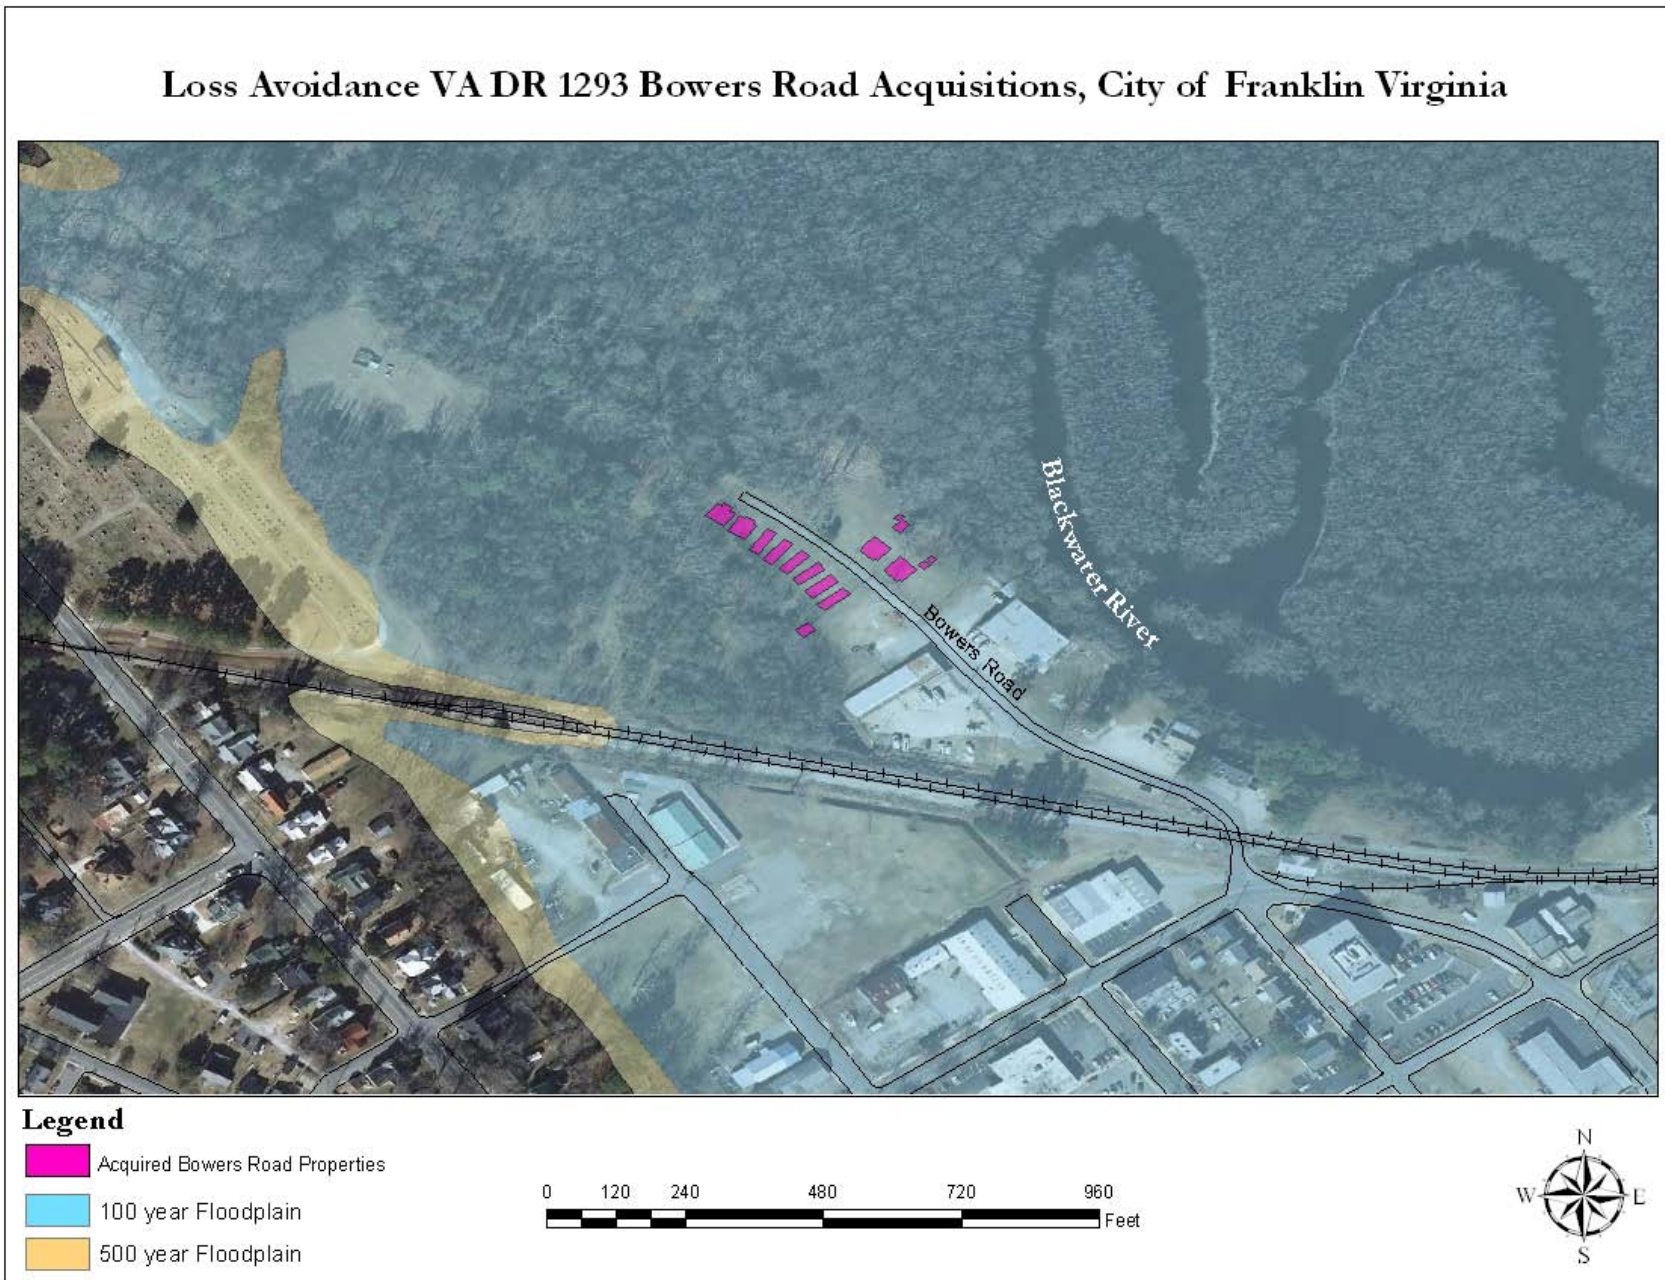 Loss Avoidance VA DR 1293 Bowers Road Acquisitions, City of Franklin Virginia
Blackwater River
Bowers Road
Legend
Acquired Bowers Road Properties
100 year Floodplain
500 year Floodplain
0 120 240 480 720 960
Feet
N
W E
S